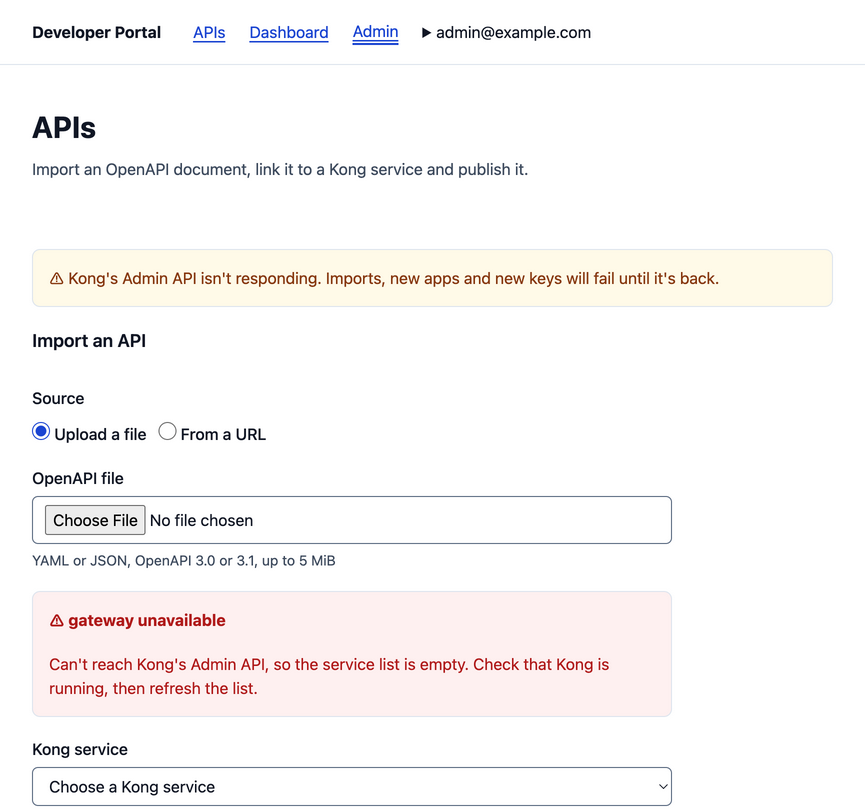 Developer Portal APIs Dashboard Admin ▶ admin@example.com
APIs
Import an OpenAPI document, link it to a Kong service and publish it.
⚠ Kong's Admin API isn't responding. Imports, new apps and new keys will fail until it's back.
Import an API
Source
Upload a file From a URL
OpenAPI file
Choose File No file chosen
YAML or JSON, OpenAPI 3.0 or 3.1, up to 5 MiB
⚠ gateway unavailable
Can't reach Kong's Admin API, so the service list is empty. Check that Kong is
running, then refresh the list.
Kong service
Choose a Kong service